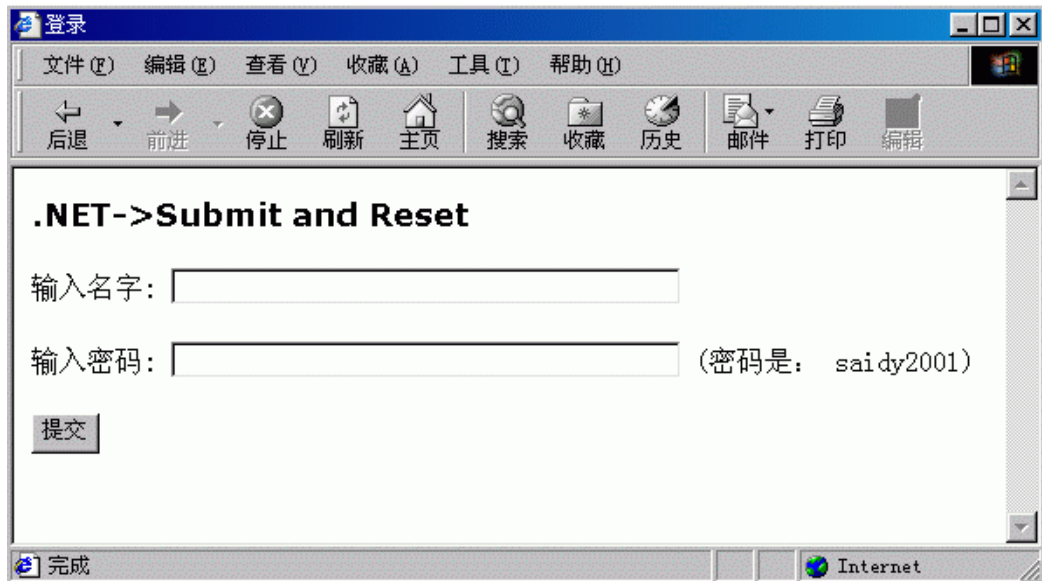 登录
文件(F) 编辑(E) 查看(V) 收藏(A) 工具(T) 帮助(H)
后退 前进 停止 刷新 主页 搜索 收藏 历史 邮件 打印 编辑
.NET->Submit and Reset
输入名字:
输入密码: (密码是: saidy2001)
提交
完成 Internet